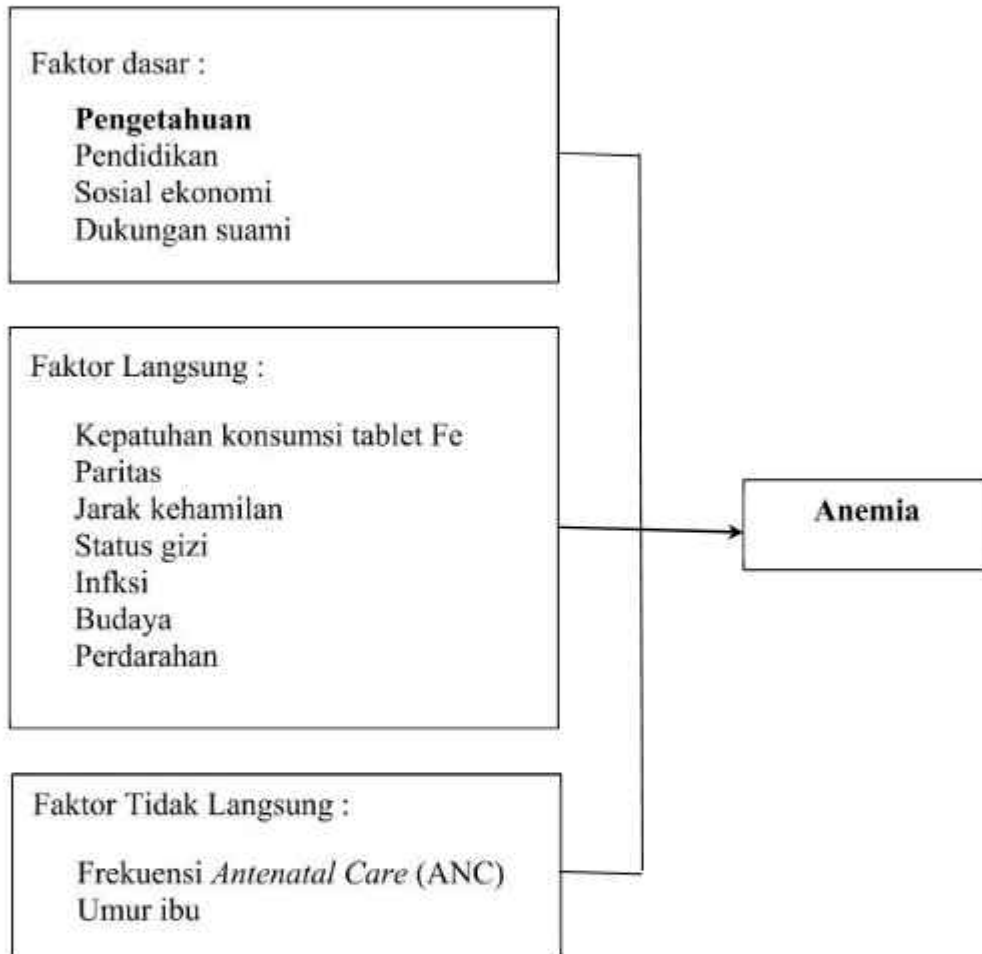 Faktor dasar :
Pengetahuan
Pendidikan
Sosial ekonomi
Dukungan suami
Faktor Langsung :
Kepatuhan konsumsi tablet Fe
Paritas
Jarak kehamilan
Status gizi
Infksi
Budaya
Perdarahan
Anemia
Faktor Tidak Langsung :
Frekuensi Antenatal Care (ANC)
Umur ibu